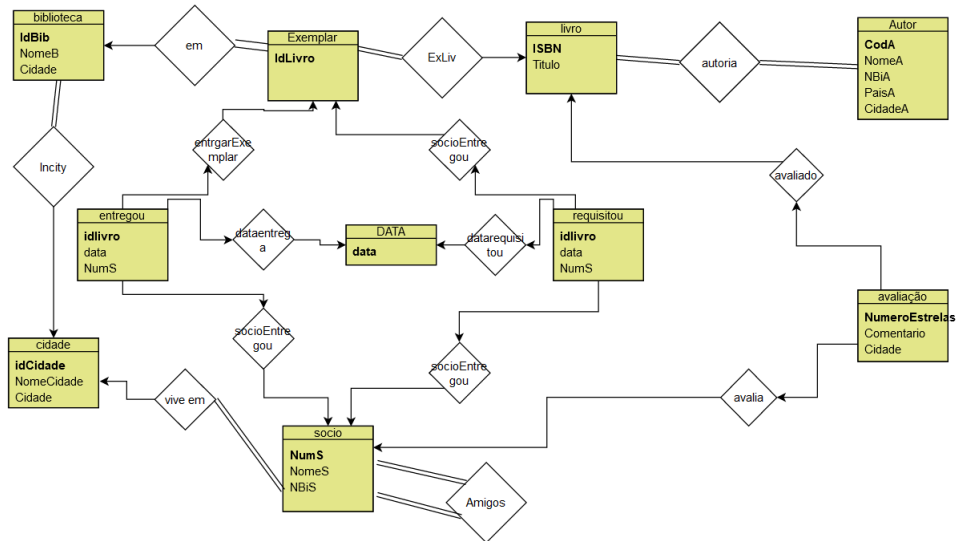 biblioteca
IdBib
NomeB
Cidade
em
Exemplar
IdLivro
ExLiv
livro
ISBN
Titulo
autoria
Autor
CodA
NomeA
NBiA
PaisA
CidadeA
Incity
entrgarExe
mplar
socioEntre
gou
avaliado
entregou
idlivro
data
NumS
dataentreg
a
DATA
data
datarequisi
tou
requisitou
idlivro
data
NumS
avaliação
NumeroEstrelas
Comentario
Cidade
cidade
idCidade
NomeCidade
Cidade
socioEntre
gou
socioEntre
gou
vive em
avalia
socio
NumS
NomeS
NBiS
Amigos